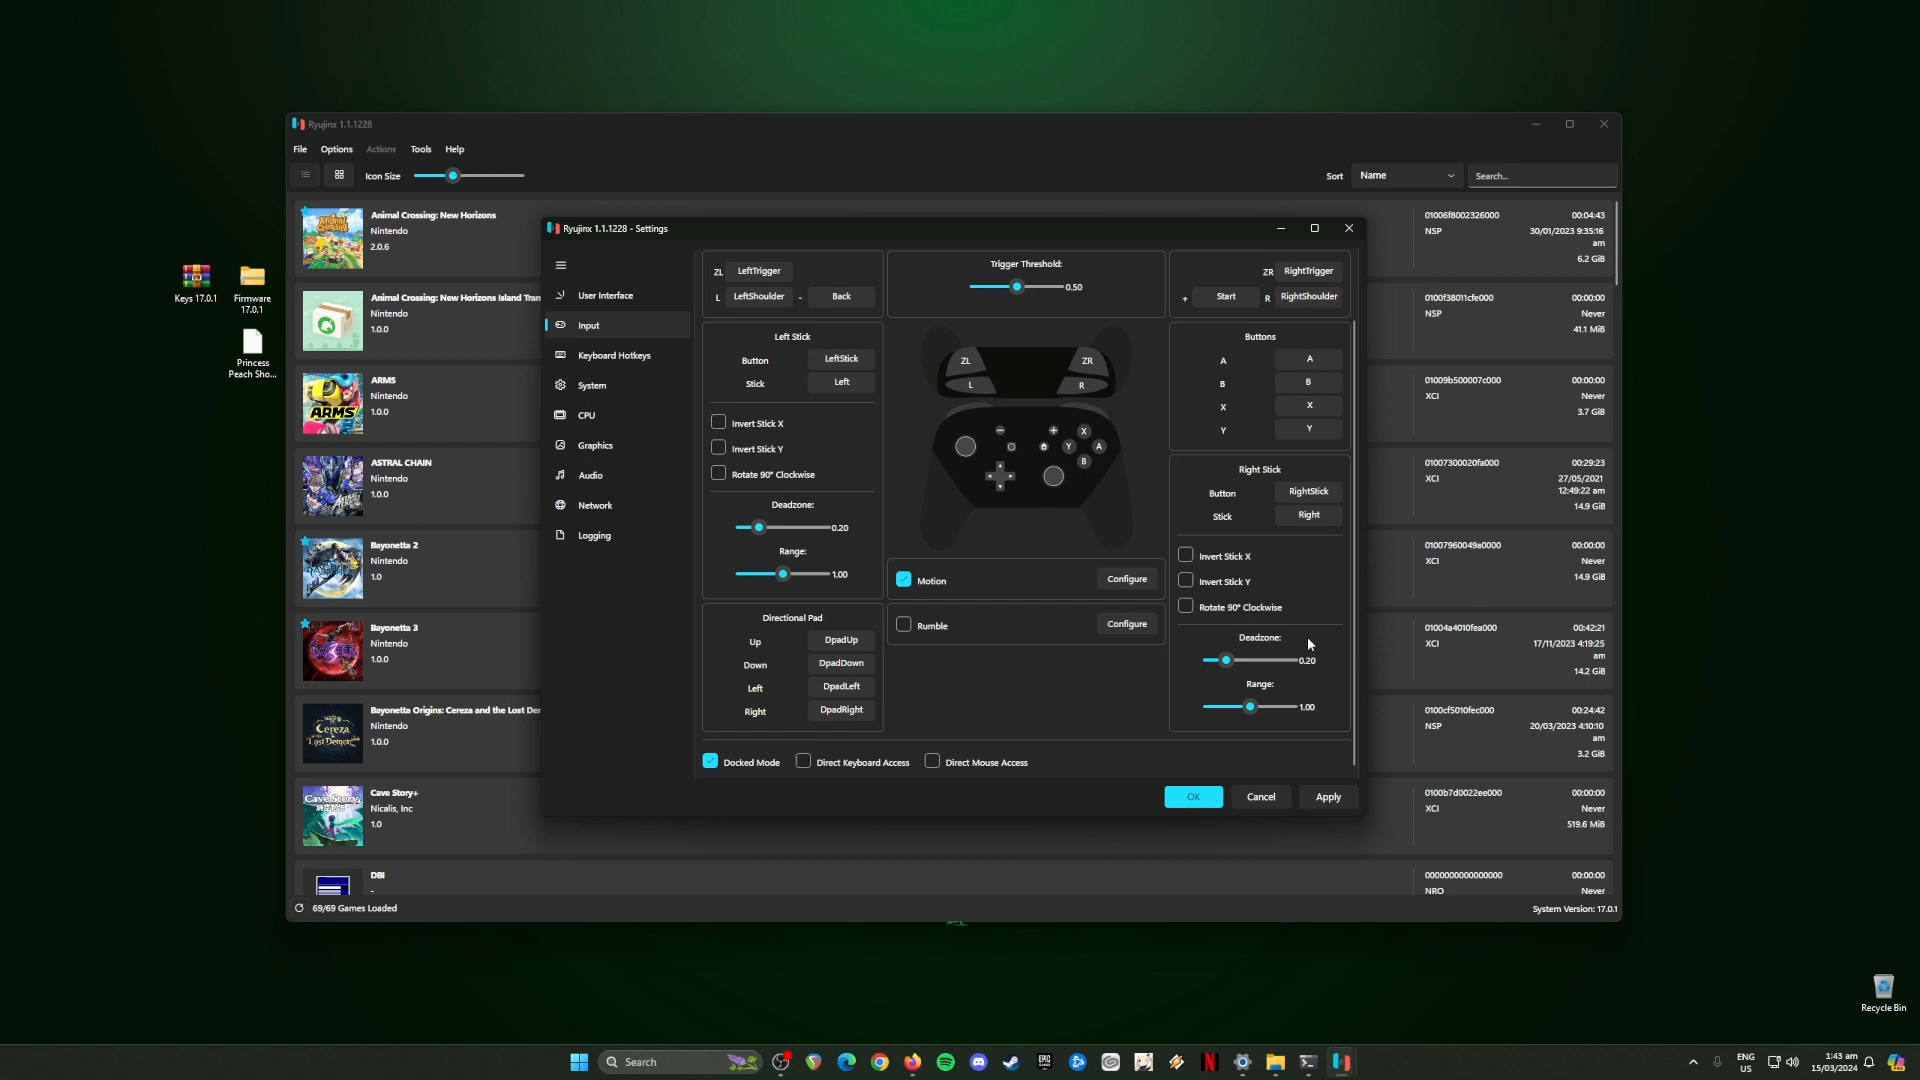 Ryujinx 1.1.1228
File Options Actions Tools Help
Icon Size
Sort Name Search...
Keys 17.0.1
Firmware
17.0.1
Princess
Peach Sho...
Animal Crossing: New Horizons
Nintendo
2.0.6
01006f8002326000 00:04:43
NSP 30/01/2023 9:35:16
am
6.2 GiB
Animal Crossing: New Horizons Island Tran
Nintendo
1.0.0
0100f38011cfe000 00:00:00
NSP Never
41.1 MiB
ARMS
Nintendo
1.0.0
01009b500007c000 00:00:00
XCI Never
3.7 GiB
ASTRAL CHAIN
Nintendo
1.0.0
01007300020fa000 00:29:23
XCI 27/05/2021
12:49:22 am
14.9 GiB
Bayonetta 2
Nintendo
1.0
01007960049a0000 00:00:00
XCI Never
14.9 GiB
Bayonetta 3
Nintendo
1.0.0
01004a4010fea000 00:42:21
XCI 17/11/2023 4:19:25
am
14.2 GiB
Bayonetta Origins: Cereza and the Lost Der
Nintendo
1.0.0
0100cf5010fec000 00:24:42
NSP 20/03/2023 4:10:10
am
3.2 GiB
Cave Story+
Nicalis, Inc
1.0
0100b7d0022ee000 00:00:00
XCI Never
519.6 MiB
DBI
-
0000000000000000 00:00:00
NRO Never
69/69 Games Loaded
System Version: 17.0.1
Ryujinx 1.1.1228 - Settings
User Interface
Input
Keyboard Hotkeys
System
CPU
Graphics
Audio
Network
Logging
ZL LeftTrigger
L LeftShoulder - Back
Trigger Threshold:
0.50
ZR RightTrigger
+ Start R RightShoulder
Left Stick
Button LeftStick
Stick Left
Invert Stick X
Invert Stick Y
Rotate 90° Clockwise
Deadzone:
0.20
Range:
1.00
Directional Pad
Up DpadUp
Down DpadDown
Left DpadLeft
Right DpadRight
ZL ZR
L R
X
Y A
B
Motion Configure
Rumble Configure
Buttons
A A
B B
X X
Y Y
Right Stick
Button RightStick
Stick Right
Invert Stick X
Invert Stick Y
Rotate 90° Clockwise
Deadzone:
0.20
Range:
1.00
Docked Mode Direct Keyboard Access Direct Mouse Access
OK Cancel Apply
ARMS
Recycle Bin
Search
ENG
US
1:43 am
15/03/2024